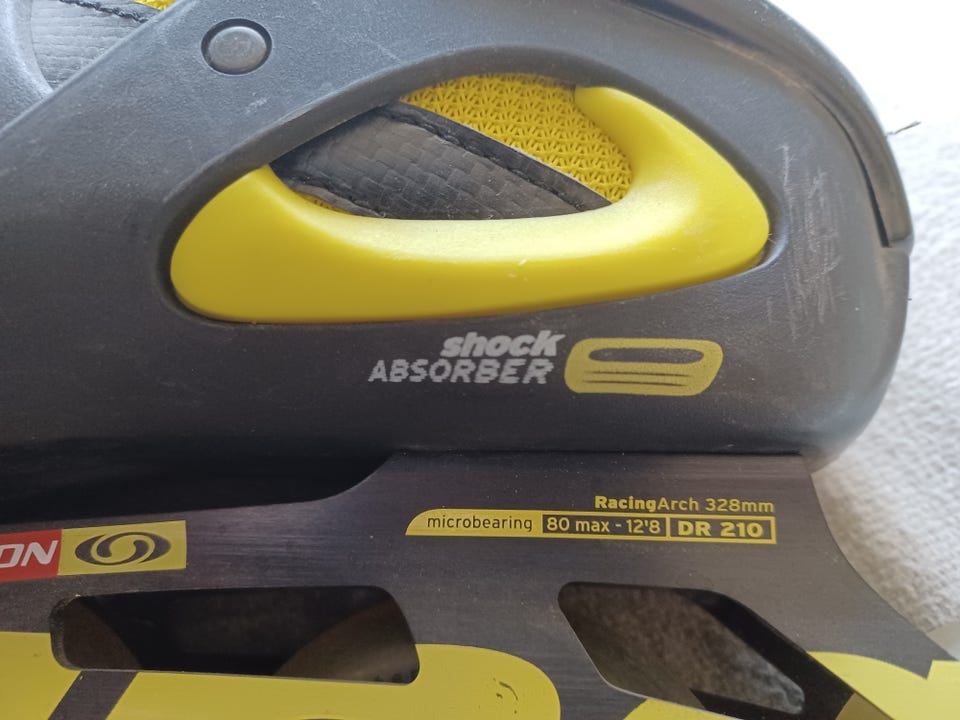 shock
ABSORBER
RacingArch 328mm
microbearing 80 max - 12'8 DR 210
ON